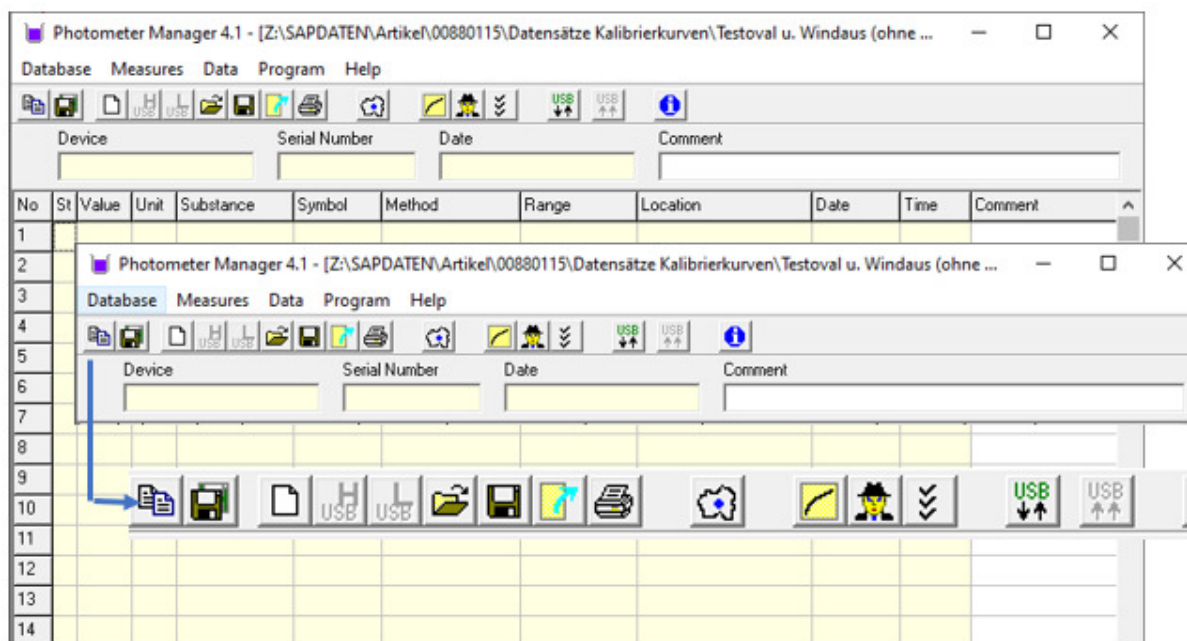 Photometer Manager 4.1 - [Z:\SAPDATEN\Artikel\00880115\Datensätze Kalibrierkurven\Testoval u. Windaus (ohne ...
Database Measures Data Program Help
H USB L USB USB USB
Device Serial Number Date Comment
No St Value Unit Substance Symbol Method Range Location Date Time Comment
1
2
Photometer Manager 4.1 - [Z:\SAPDATEN\Artikel\00880115\Datensätze Kalibrierkurven\Testoval u. Windaus (ohne ...
3
Database Measures Data Program Help
4
H USB L USB USB USB
5
Device Serial Number Date Comment
6
7
8
9
H USB L USB USB USB
10
11
12
13
14